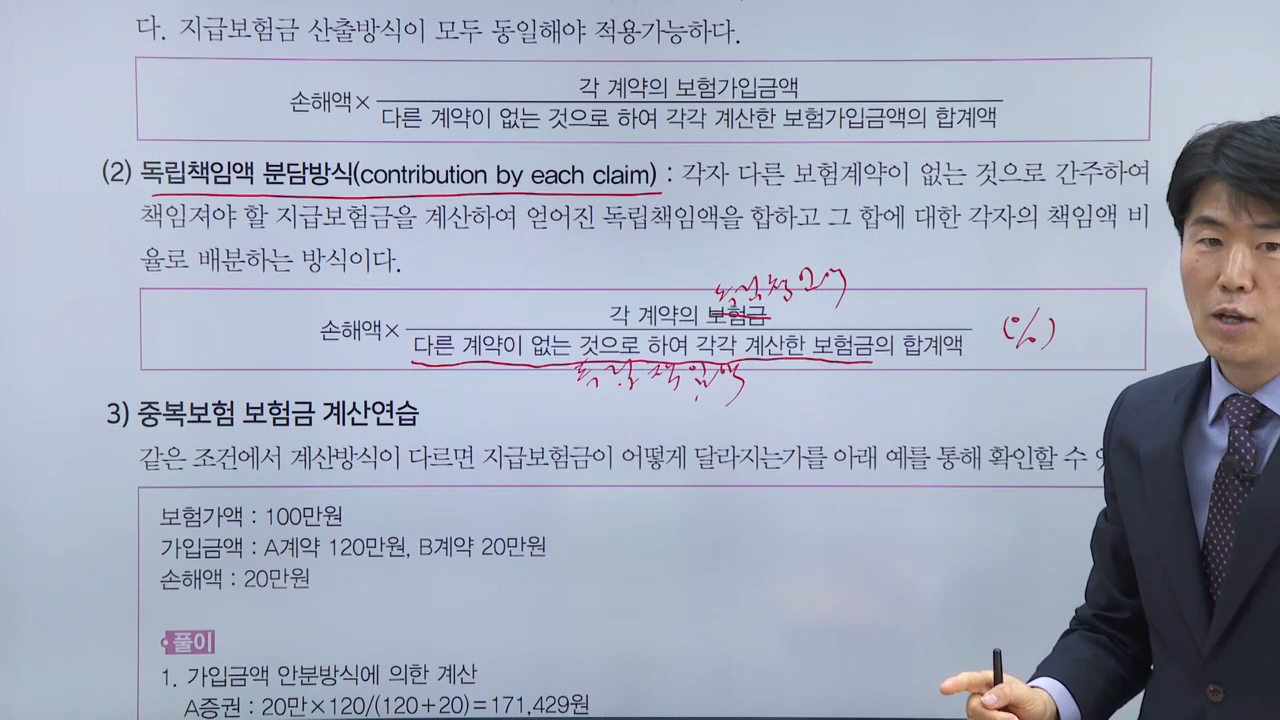 다. 지급보험금 산출방식이 모두 동일해야 적용가능하다.
손해액× 각 계약의 보험가입금액
다른 계약이 없는 것으로 하여 각각 계산한 보험가입금액의 합계액
(2) 독립책임액 분담방식(contribution by each claim) : 각자 다른 보험계약이 없는 것으로 간주하여
책임져야 할 지급보험금을 계산하여 얻어진 독립책임액을 합하고 그 합에 대한 각자의 책임액 비
율로 배분하는 방식이다.
독립책임액
손해액× 각 계약의 보험금
다른 계약이 없는 것으로 하여 각각 계산한 보험금의 합계액 (%)
독립책임액
3) 중복보험 보험금 계산연습
같은 조건에서 계산방식이 다르면 지급보험금이 어떻게 달라지는가를 아래 예를 통해 확인할 수
보험가액 : 100만원
가입금액 : A계약 120만원, B계약 20만원
손해액 : 20만원
풀이
1. 가입금액 안분방식에 의한 계산
A증권 : 20만×120/(120+20)=171,429원